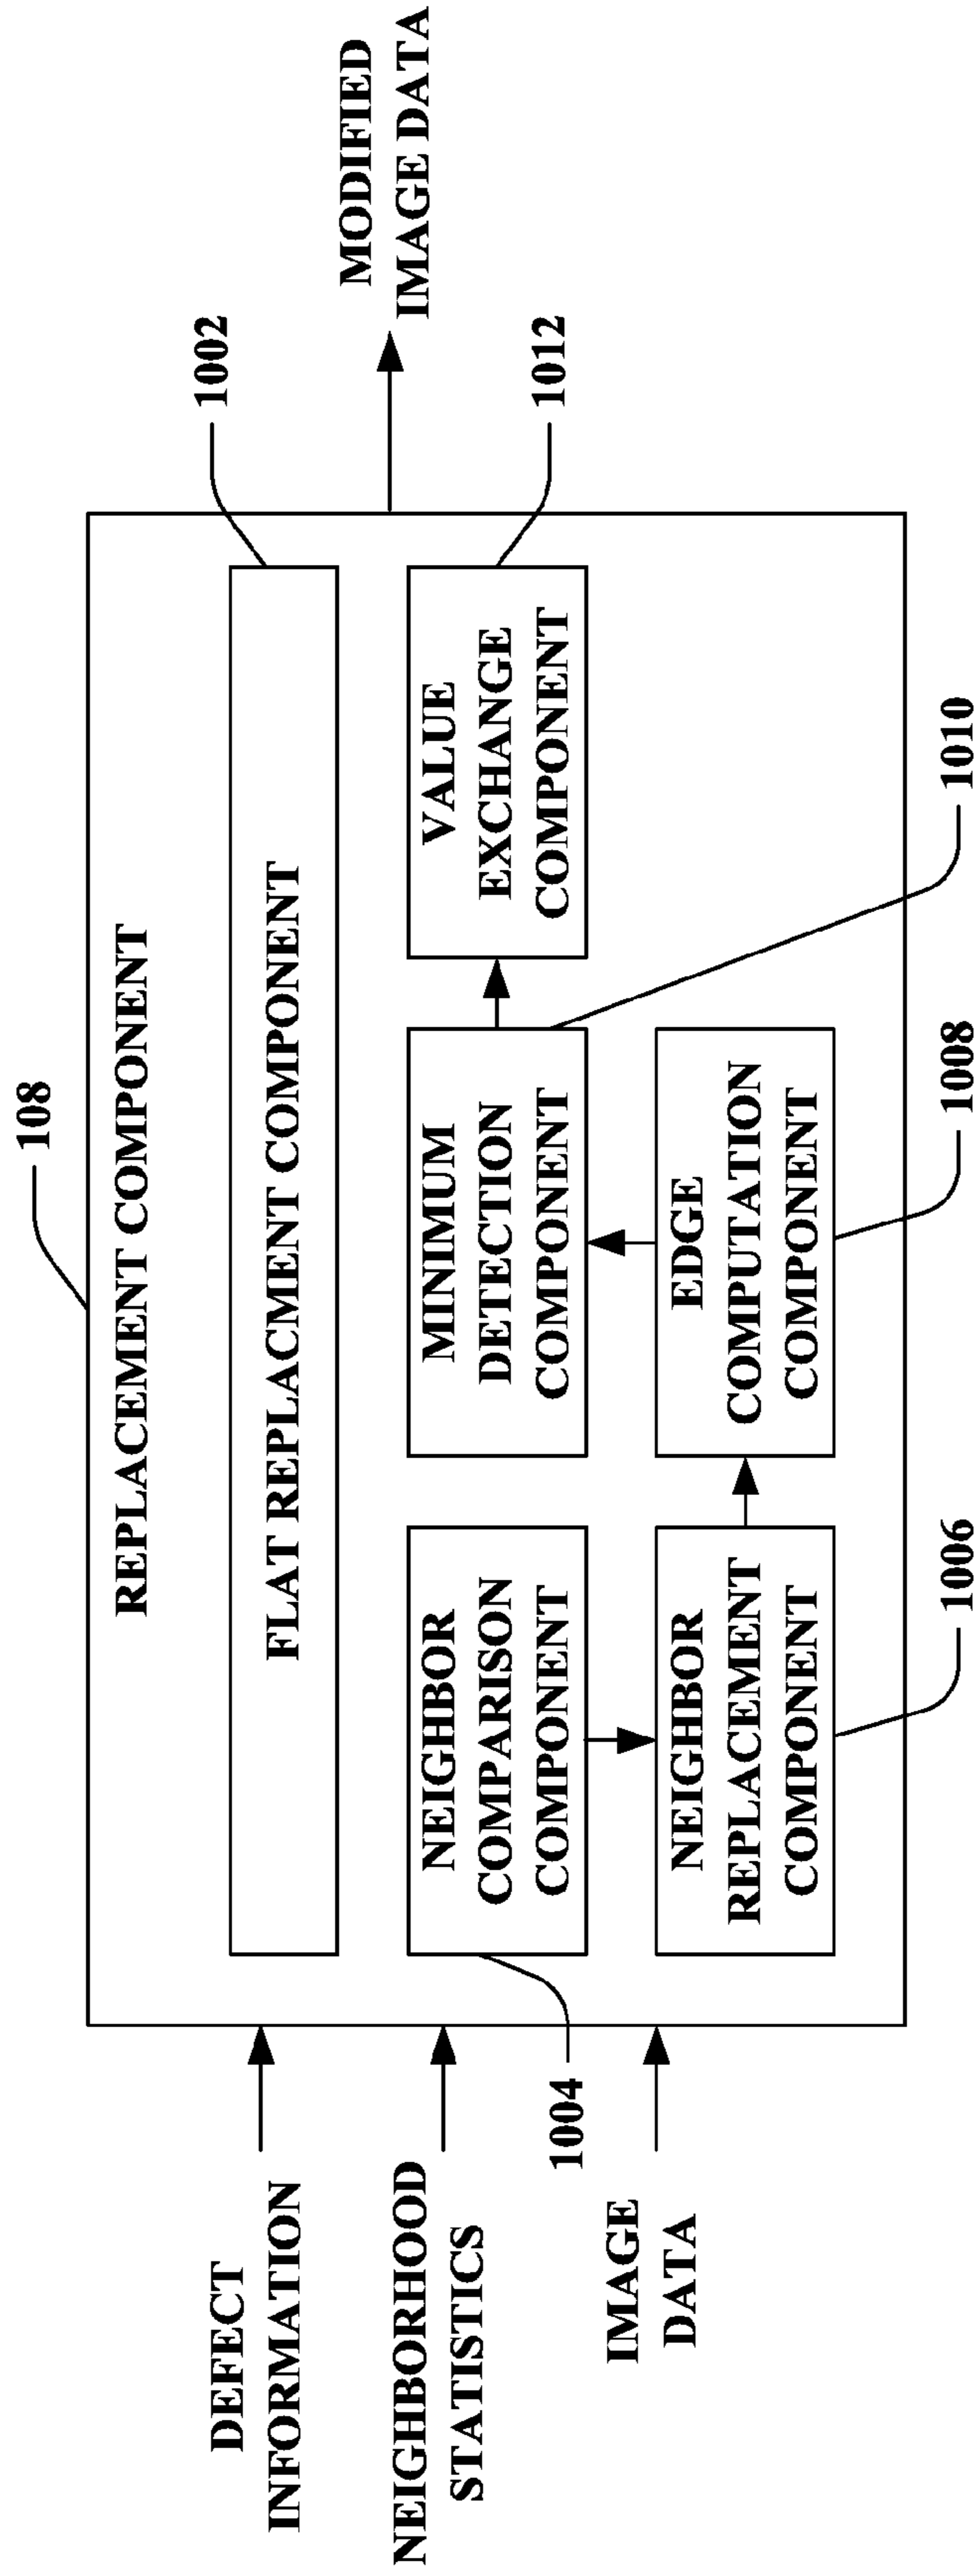 108
REPLACEMENT COMPONENT
DEFECT
INFORMATION
NEIGHBORHOOD
STATISTICS
IMAGE
DATA
FLAT REPLACMENT COMPONENT
1002
NEIGHBOR
COMPARISON
COMPONENT
1004
NEIGHBOR
REPLACEMENT
COMPONENT
1006
MINIMUM
DETECTION
COMPONENT
1010
EDGE
COMPUTATION
COMPONENT
1008
VALUE
EXCHANGE
COMPONENT
1012
MODIFIED
IMAGE DATA